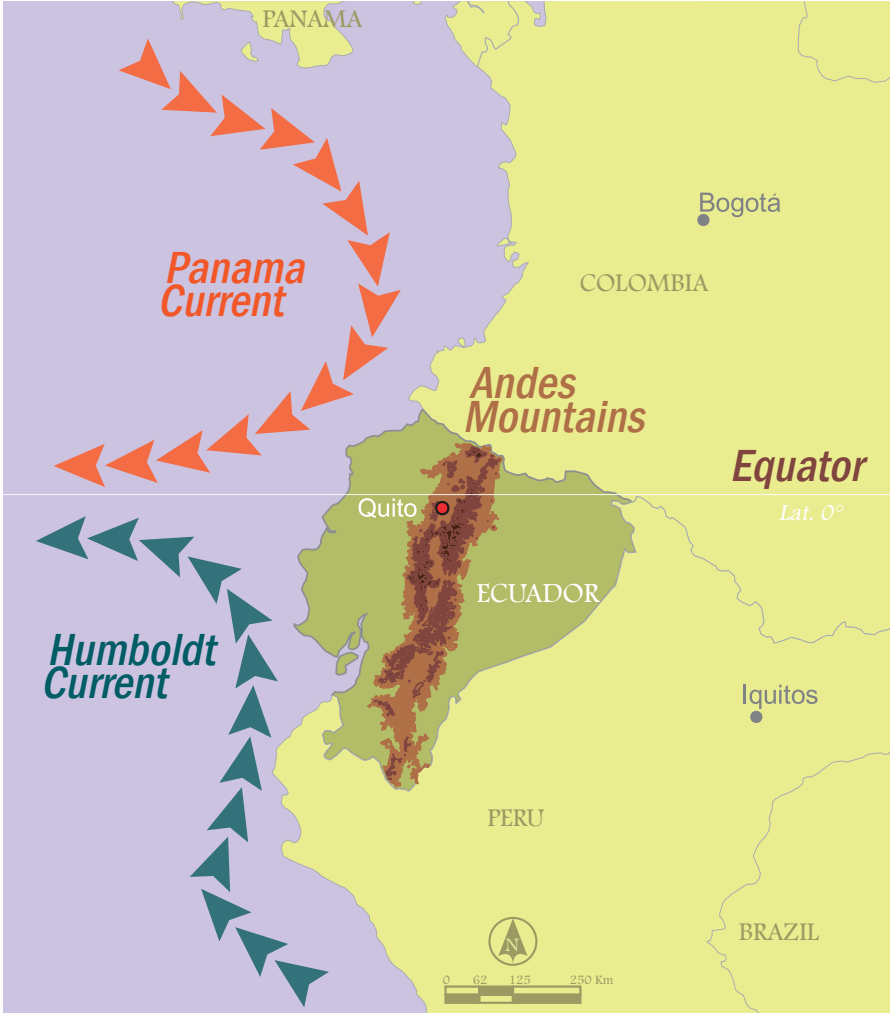 PANAMA
Bogotá
Panama
Current
COLOMBIA
Andes
Mountains
Equator
Quito
Lat. 0°
ECUADOR
Humboldt
Current
Iquitos
PERU
BRAZIL
N
0 62 125 250 Km